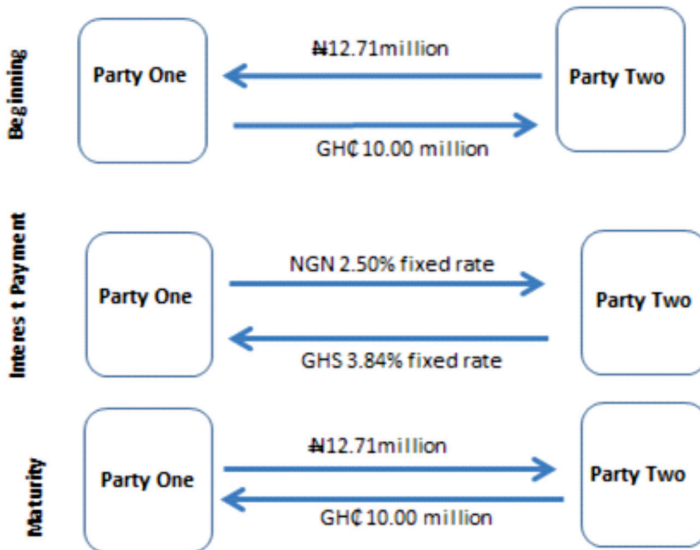 Beginning
Party One
₦12.71million
GH₵10.00 million
Party Two
Interest Payment
Party One
NGN 2.50% fixed rate
GHS 3.84% fixed rate
Party Two
Maturity
Party One
₦12.71million
GH₵10.00 million
Party Two